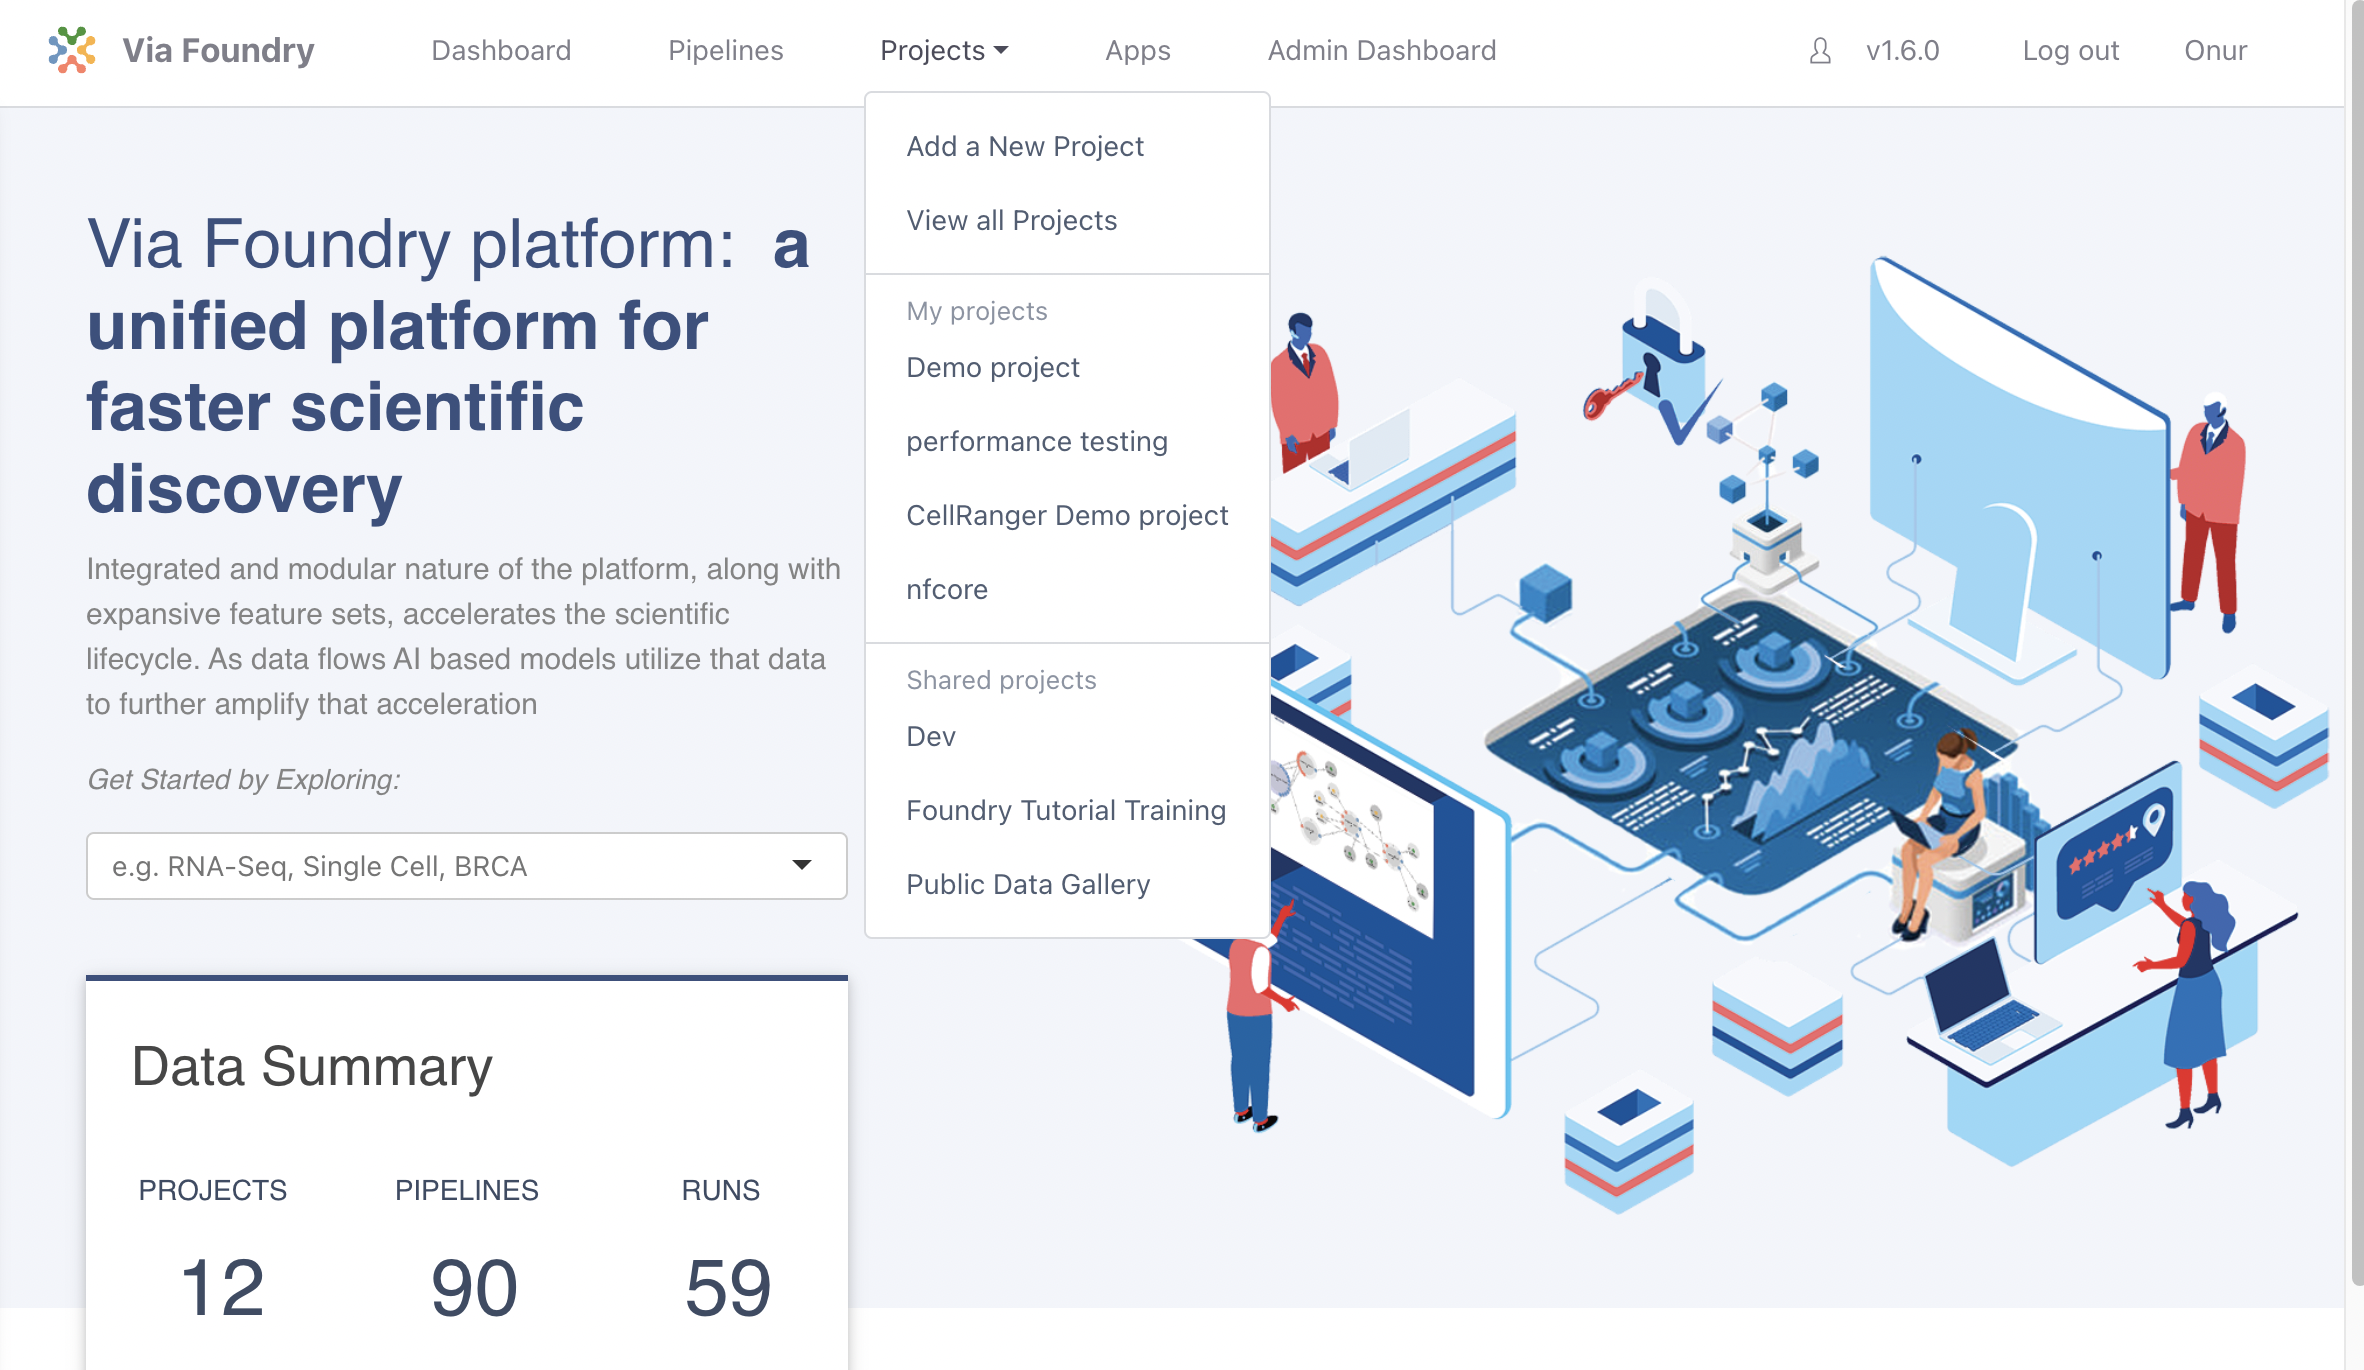 Via Foundry
Dashboard
Pipelines
Projects
Apps
Admin Dashboard
v1.6.0
Log out
Onur
Add a New Project
View all Projects
My projects
Demo project
performance testing
CellRanger Demo project
nfcore
Shared projects
Dev
Foundry Tutorial Training
Public Data Gallery
Via Foundry platform: a
unified platform for
faster scientific
discovery
Integrated and modular nature of the platform, along with
expansive feature sets, accelerates the scientific
lifecycle. As data flows AI based models utilize that data
to further amplify that acceleration
Get Started by Exploring:
e.g. RNA-Seq, Single Cell, BRCA
Data Summary
PROJECTS
PIPELINES
RUNS
12
90
59